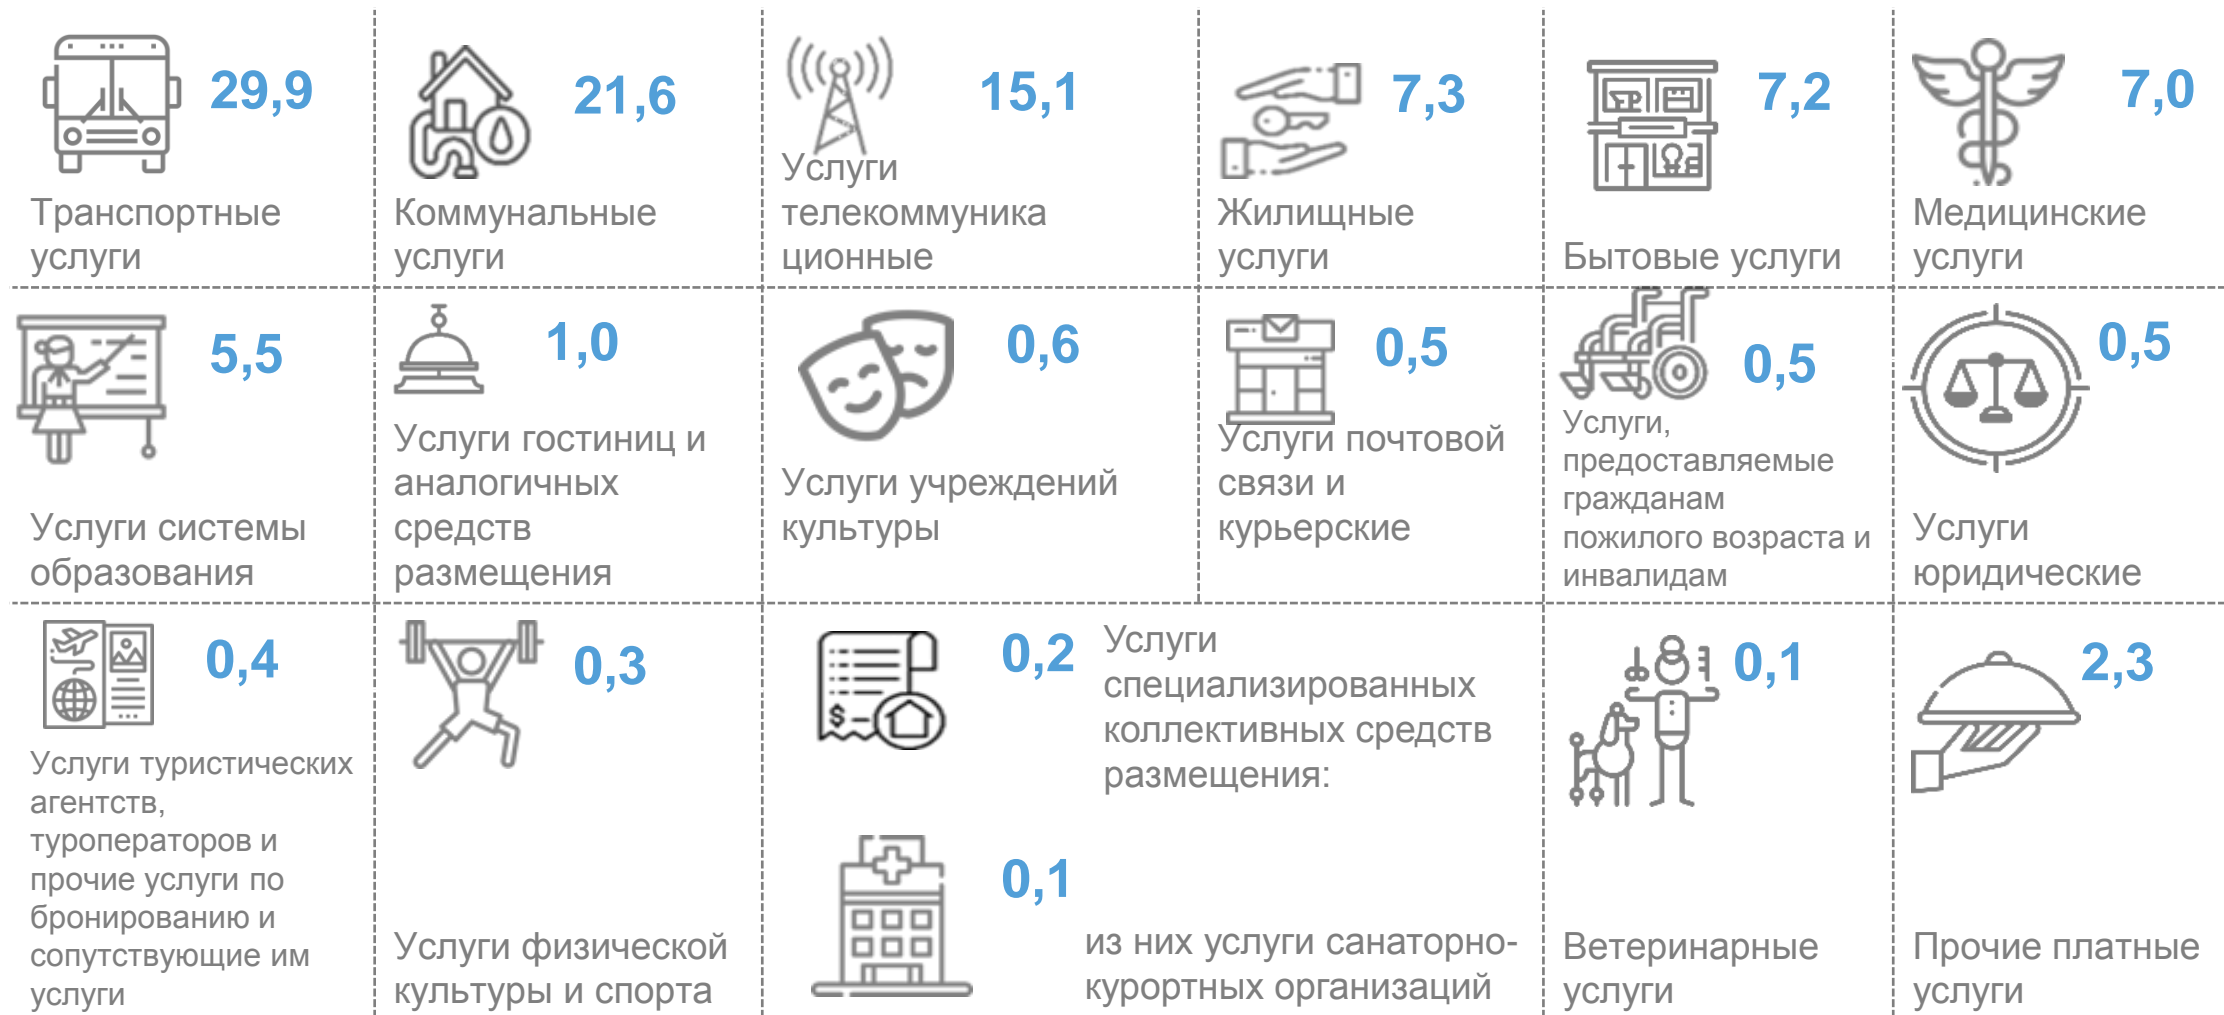 29,9
Транспортные
услуги
21,6
Коммунальные
услуги
15,1
Услуги
телекоммуника
ционные
7,3
Жилищные
услуги
7,2
Бытовые услуги
7,0
Медицинские
услуги
5,5
Услуги системы
образования
1,0
Услуги гостиниц и
аналогичных
средств
размещения
0,6
Услуги учреждений
культуры
0,5
Услуги почтовой
связи и
курьерские
0,5
Услуги,
предоставляемые
гражданам
пожилого возраста и
инвалидам
0,5
Услуги
юридические
0,4
Услуги туристических
агентств,
туроператоров и
прочие услуги по
бронированию и
сопутствующие им
услуги
0,3
Услуги физической
культуры и спорта
$
0,2
Услуги
специализированных
коллективных средств
размещения:
0,1
из них услуги санаторно-
курортных организаций
0,1
Ветеринарные
услуги
2,3
Прочие платные
услуги